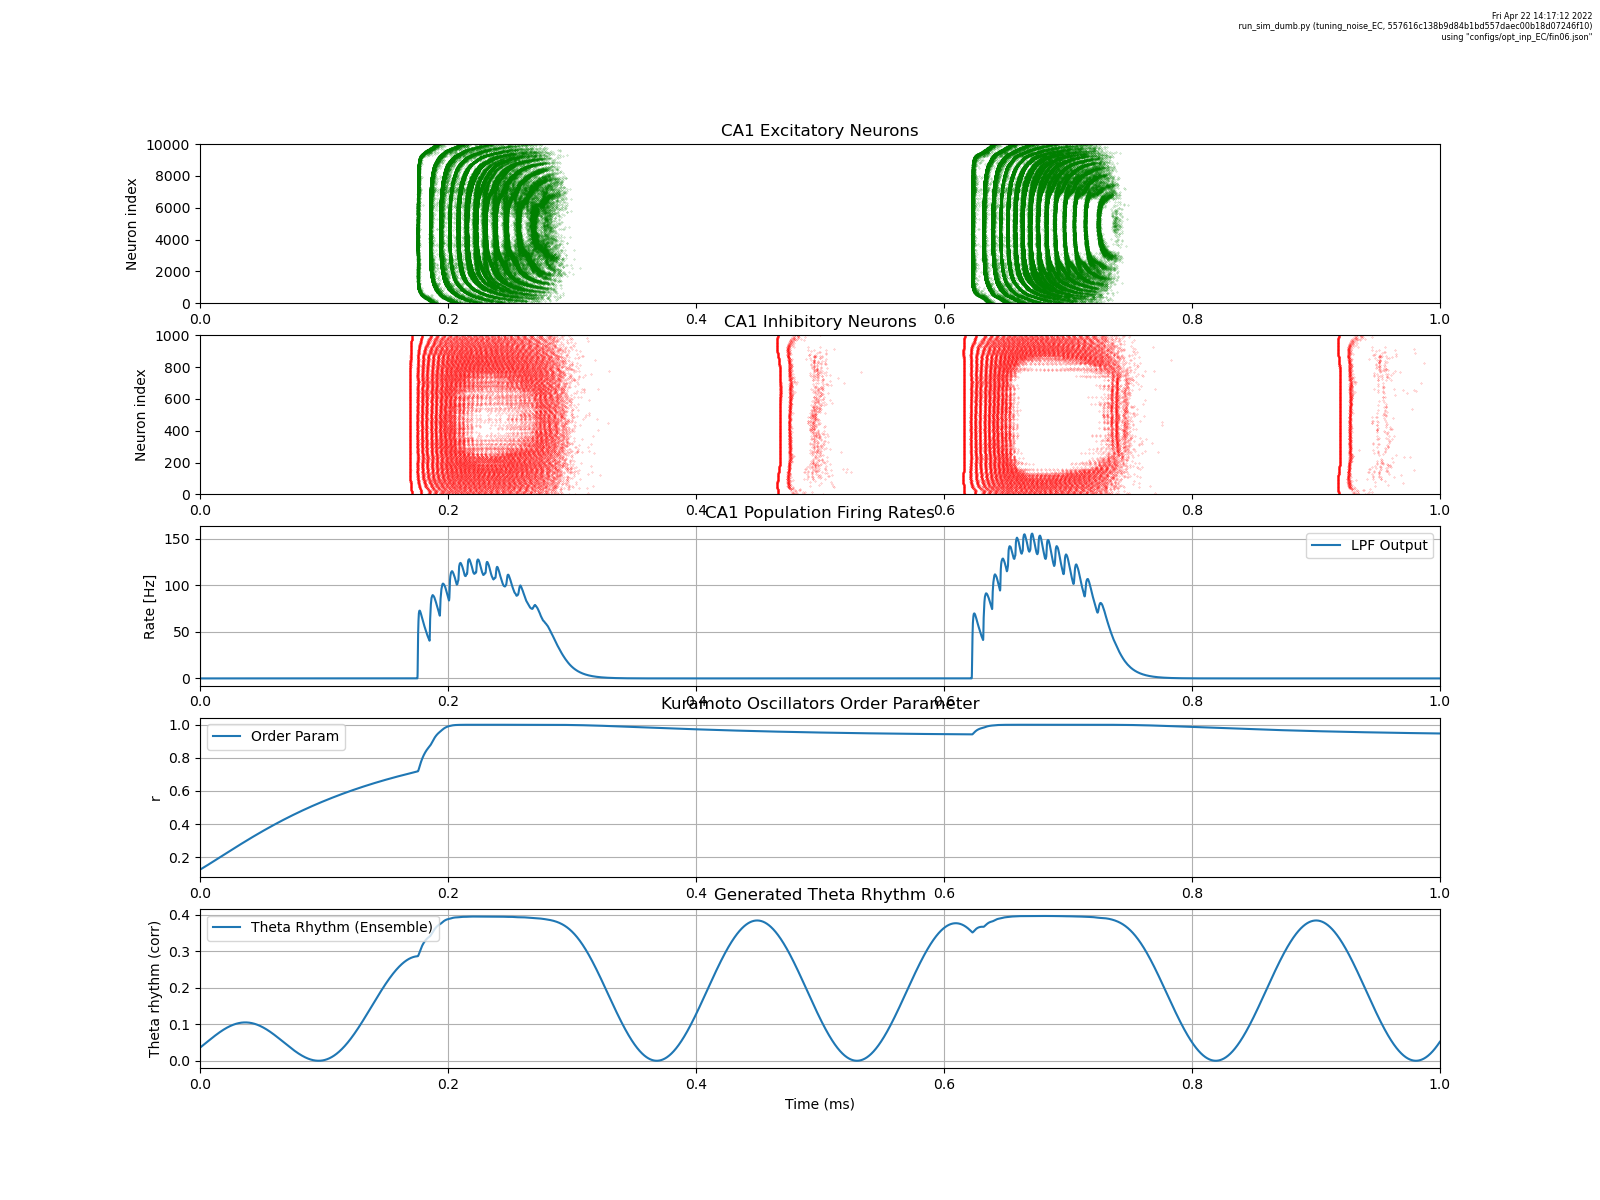 Fri Apr 22 14:17:12 2022
run_sim_dumb.py (tuning_noise_EC, 557616c138b9d84b1bd557daec00b18d07246f10)
using "configs/opt_inp_EC/fin06.json"
CA1 Excitatory Neurons
Neuron index
10000
8000
6000
4000
2000
0
0.0 0.2 0.4 0.6 0.8 1.0
CA1 Inhibitory Neurons
Neuron index
1000
800
600
400
200
0
0.0 0.2 0.4 0.6 0.8 1.0
CA1 Population Firing Rates
Rate [Hz]
150
100
50
0
LPF Output
0.0 0.2 0.4 0.6 0.8 1.0
Kuramoto Oscillators Order Parameter
r
1.0
0.8
0.6
0.4
0.2
Order Param
0.0 0.2 0.4 0.6 0.8 1.0
Generated Theta Rhythm
Theta rhythm (corr)
0.4
0.3
0.2
0.1
0.0
Theta Rhythm (Ensemble)
0.0 0.2 0.4 0.6 0.8 1.0
Time (ms)